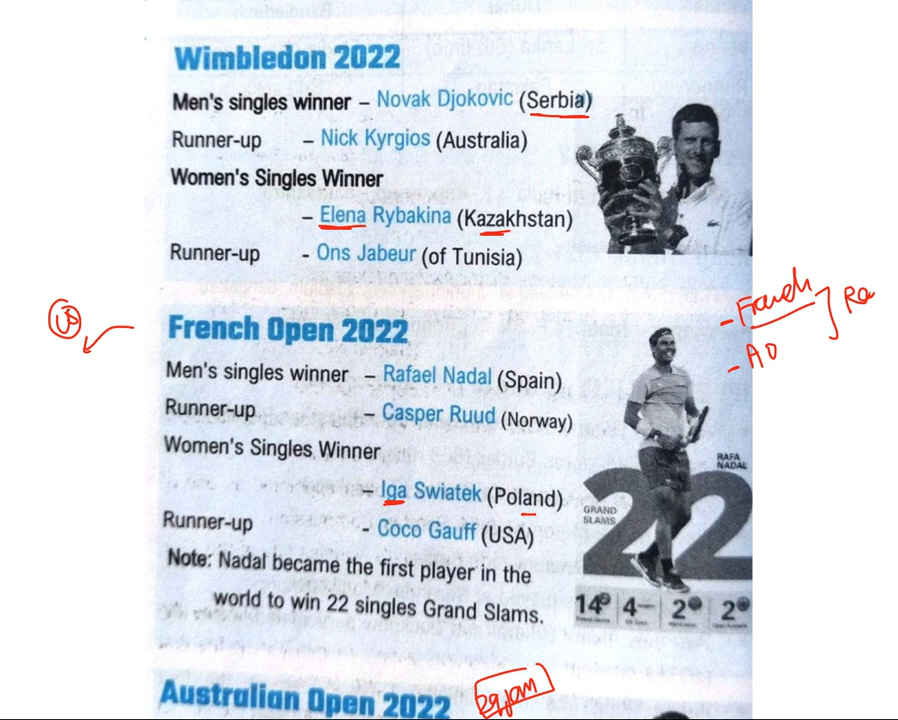 Wimbledon 2022
Men's singles winner – Novak Djokovic (Serbia)
Runner-up – Nick Kyrgios (Australia)
Women's Singles Winner
– Elena Rybakina (Kazakhstan)
Runner-up - Ons Jabeur (of Tunisia)
US
French Open 2022
- French
- AO
Men's singles winner – Rafael Nadal (Spain)
Runner-up – Casper Ruud (Norway)
Women's Singles Winner
RAFA
NADAL
- Iga Swiatek (Poland)
22
GRAND
SLAMS
Runner-up - Coco Gauff (USA)
Note: Nadal became the first player in the
world to win 22 singles Grand Slams.
14 4 2 2
Australian Open 2022